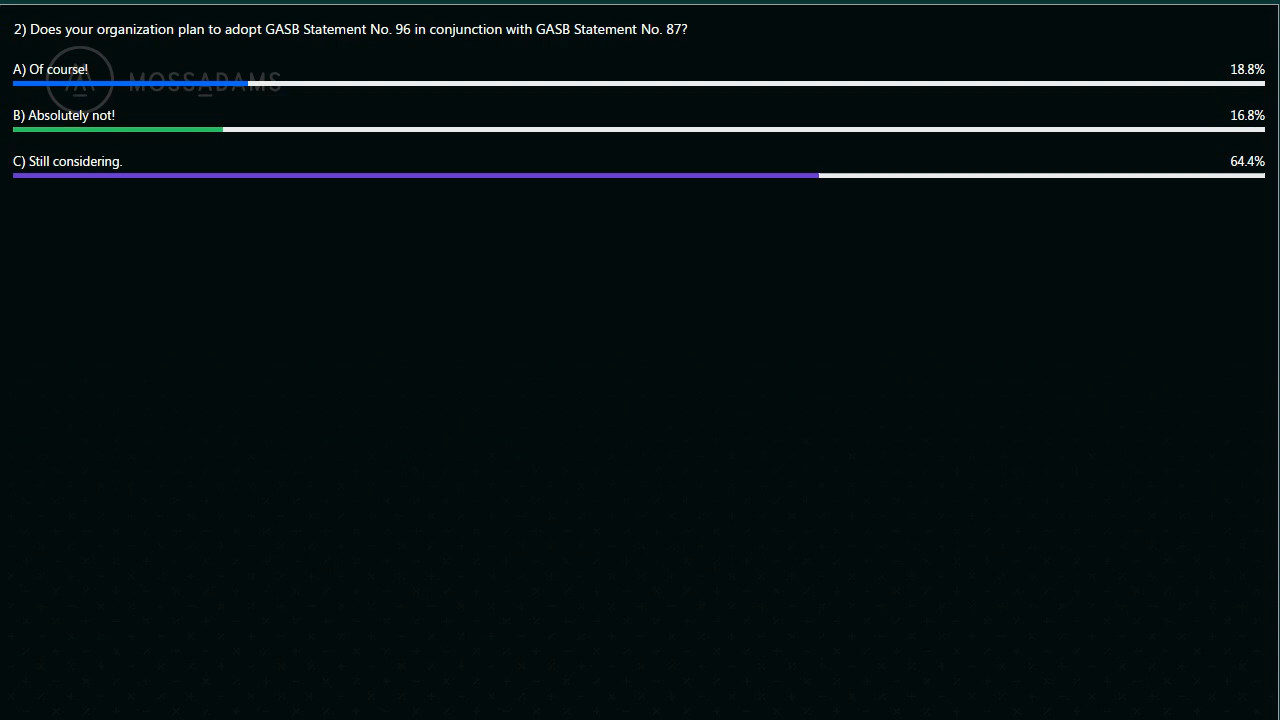 2) Does your organization plan to adopt GASB Statement No. 96 in conjunction with GASB Statement No. 87?
A) Of course! 18.8%
MOSSADAMS
B) Absolutely not! 16.8%
C) Still considering. 64.4%